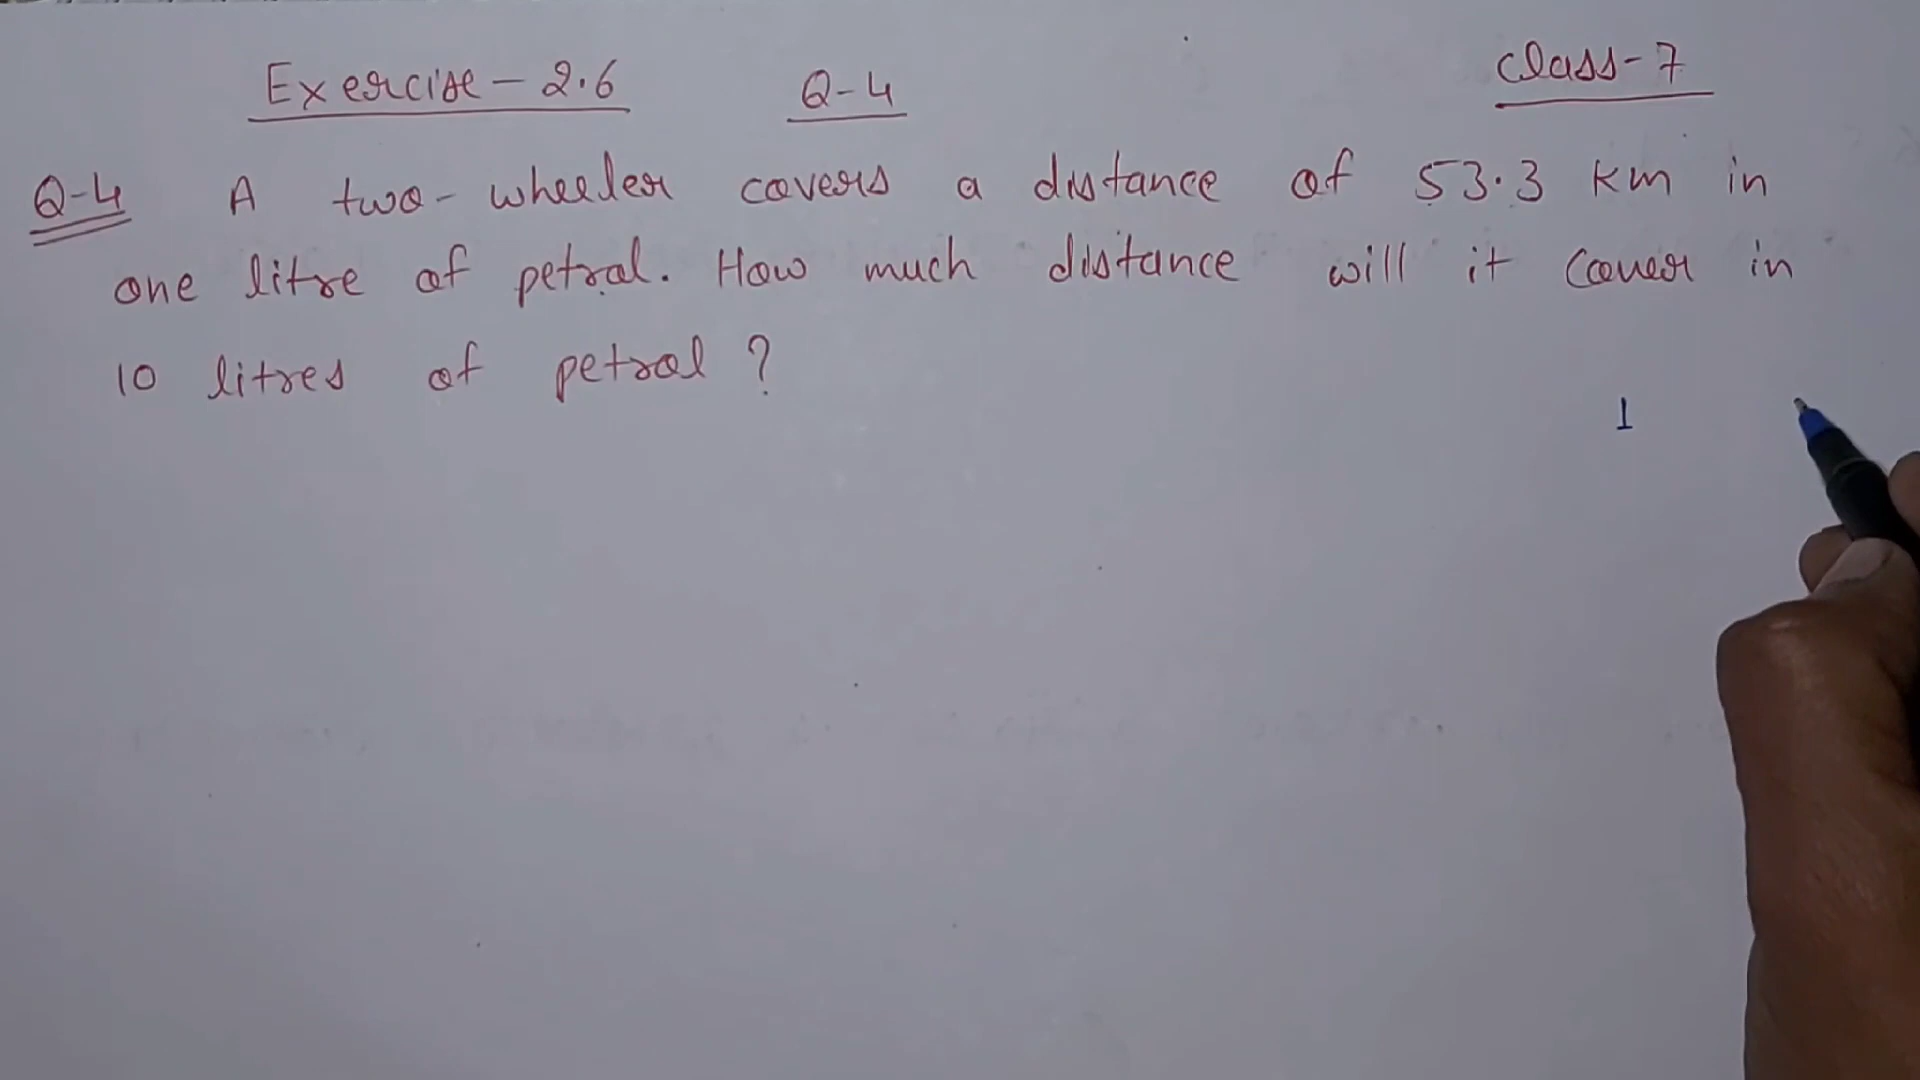 Exercise - 2.6 Q-4 class-7
Q-4 A two-wheeler covers a distance of 53.3 km in
one litre of petrol. How much distance will it cover in
10 litres of petrol ?
1